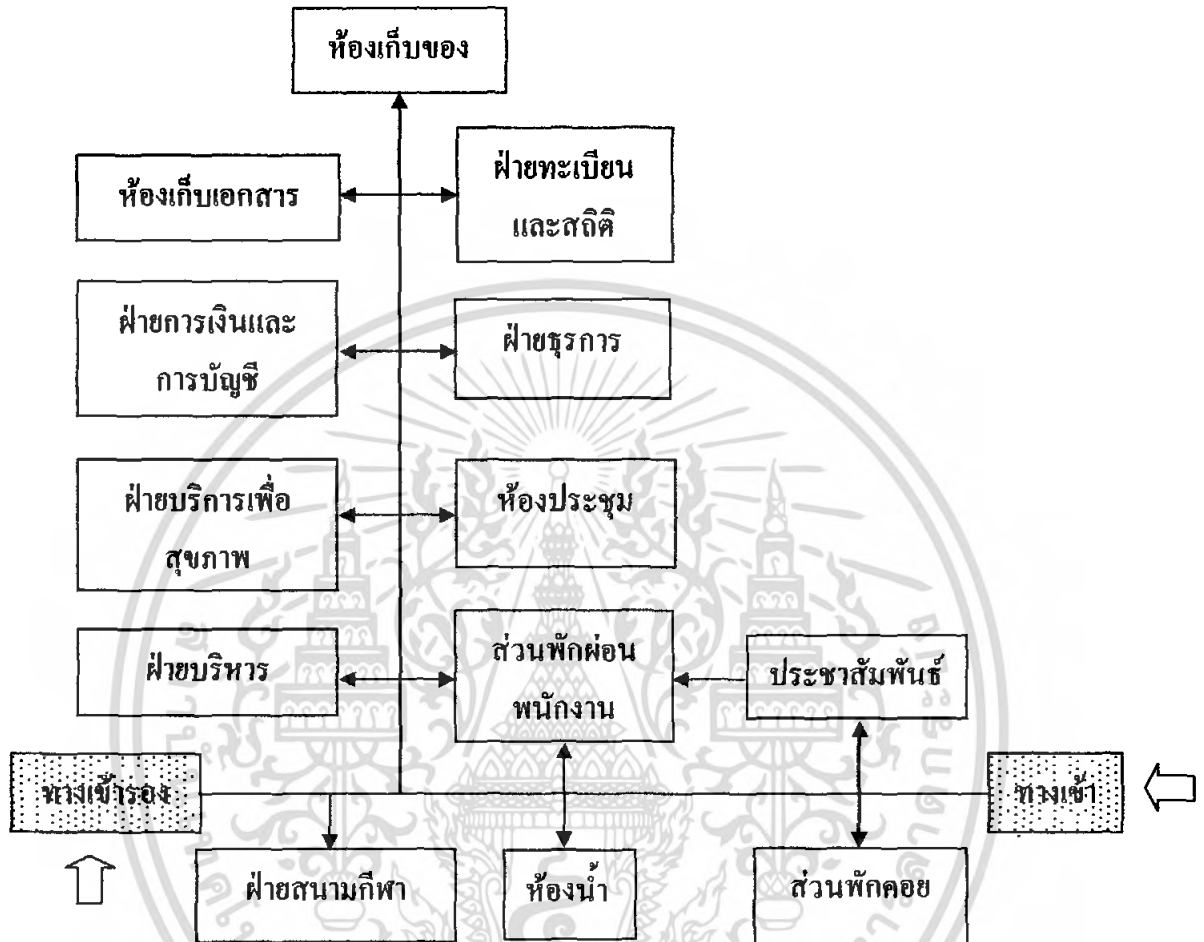 ห้องเก็บของ
ห้องเก็บเอกสาร
ฝ่ายทะเบียน
และสถิติ
ฝ่ายการเงินและ
การบัญชี
ฝ่ายธุรการ
ฝ่ายบริการเพื่อ
สุขภาพ
ห้องประชุม
ฝ่ายบริหาร
ส่วนพักผ่อน
พนักงาน
ประชาสัมพันธ์
ทางเข้ารอง
ทางเข้า
ฝ่ายสนามกีฬา
ห้องน้ำ
ส่วนพักคอย